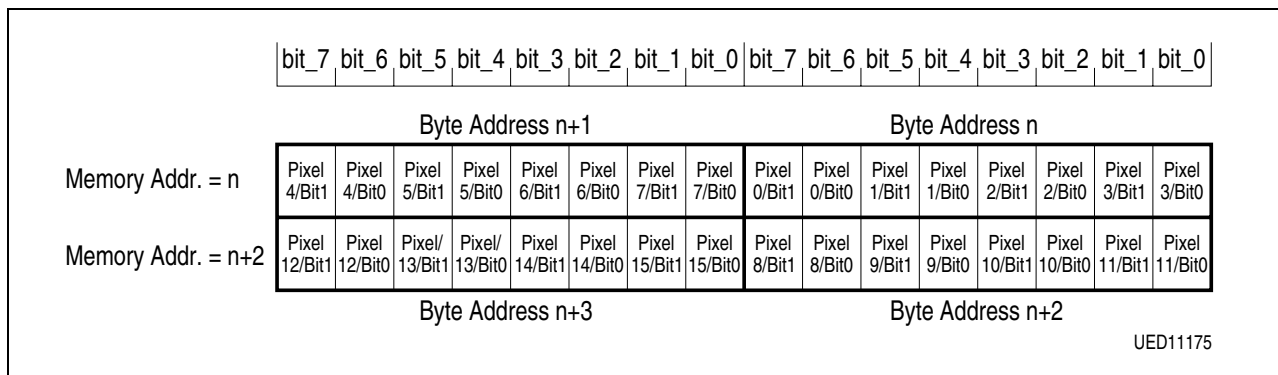 bit_7 bit_6 bit_5 bit_4 bit_3 bit_2 bit_1 bit_0 bit_7 bit_6 bit_5 bit_4 bit_3 bit_2 bit_1 bit_0
Byte Address n+1 Byte Address n
Memory Addr. = n
Pixel Pixel Pixel Pixel Pixel Pixel Pixel Pixel Pixel Pixel Pixel Pixel Pixel Pixel Pixel Pixel
4/Bit1 4/Bit0 5/Bit1 5/Bit0 6/Bit1 6/Bit0 7/Bit1 7/Bit0 0/Bit1 0/Bit0 1/Bit1 1/Bit0 2/Bit1 2/Bit0 3/Bit1 3/Bit0
Memory Addr. = n+2
Pixel Pixel Pixel/ Pixel/ Pixel Pixel Pixel Pixel Pixel Pixel Pixel Pixel Pixel Pixel Pixel Pixel
12/Bit1 12/Bit0 13/Bit1 13/Bit0 14/Bit1 14/Bit0 15/Bit1 15/Bit0 8/Bit1 8/Bit0 9/Bit1 9/Bit0 10/Bit1 10/Bit0 11/Bit1 11/Bit0
Byte Address n+3 Byte Address n+2
UED11175